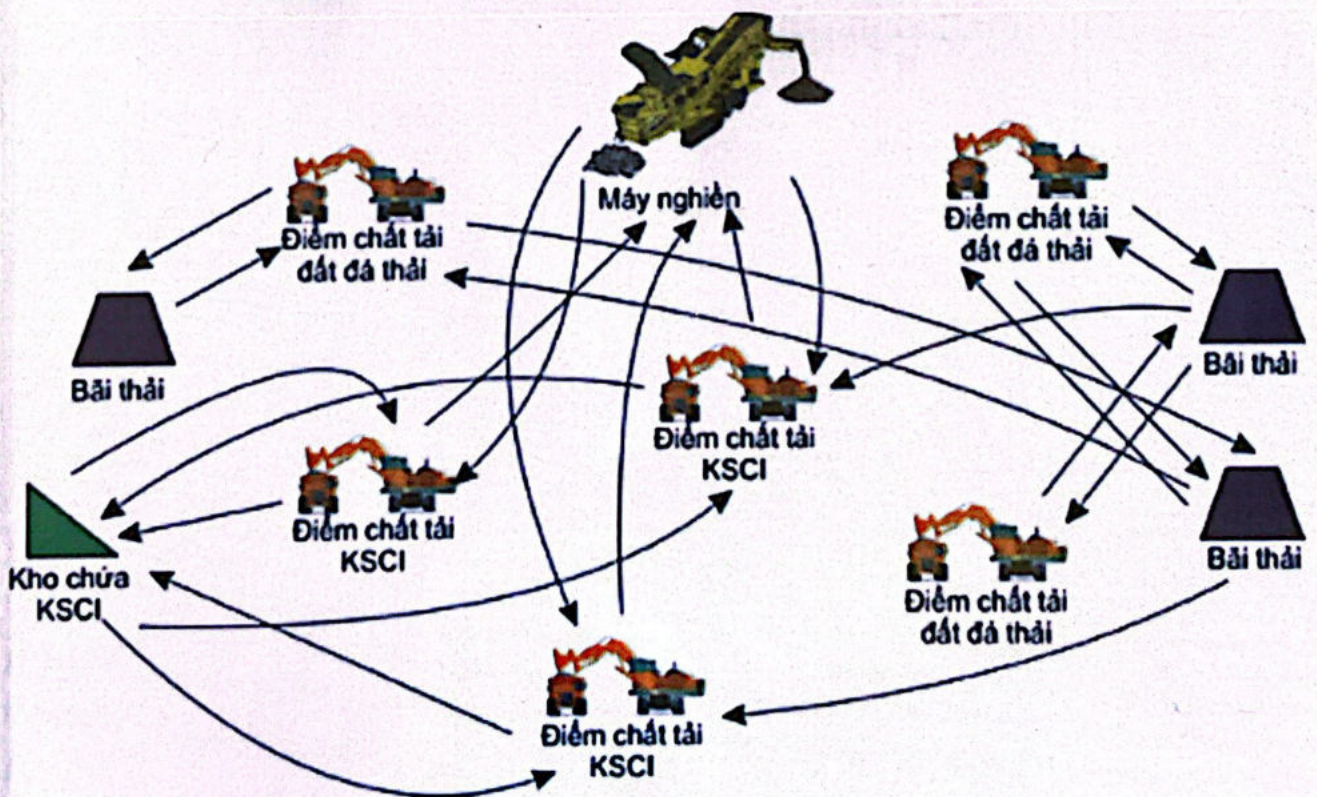 Máy nghiền
Điểm chất tải
đất đá thải
Điểm chất tải
đất đá thải
Bãi thải
Bãi thải
Điểm chất tải
KSCI
Điểm chất tải
KSCI
Bãi thải
Kho chứa
KSCI
Điểm chất tải
đất đá thải
Điểm chất tải
KSCI